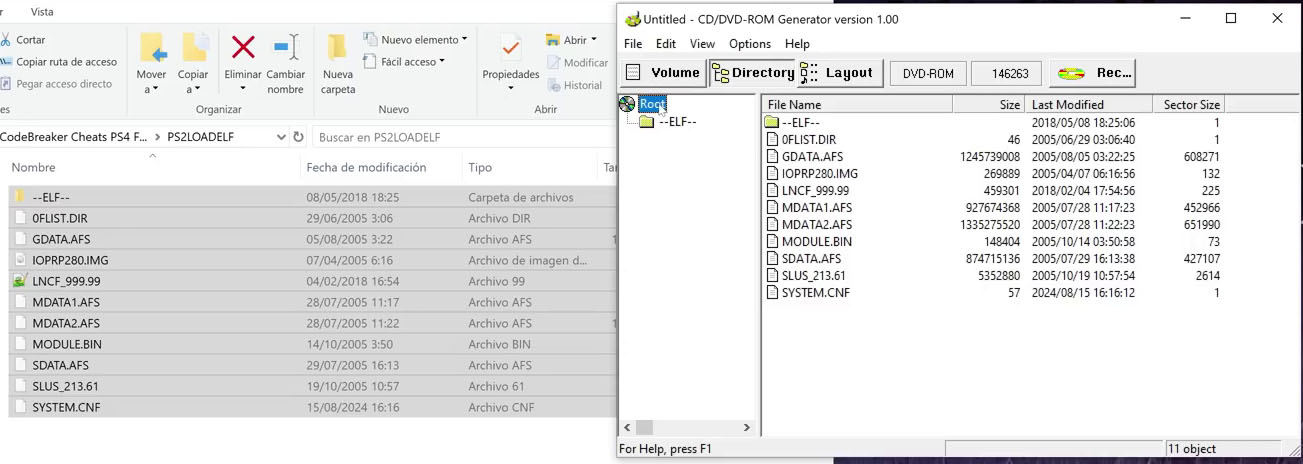 Vista
Cortar
Copiar ruta de acceso
Pegar acceso directo
Mover a
Copiar a
Eliminar
Cambiar nombre
Organizar
Nueva carpeta
Nuevo elemento
Fácil acceso
Nuevo
Propiedades
Abrir
Modificar
Historial
Abrir
CodeBreaker Cheats PS4 F... > PS2LOADELF
Buscar en PS2LOADELF
Nombre Fecha de modificación Tipo
--ELF-- 08/05/2018 18:25 Carpeta de archivos
0FLIST.DIR 29/06/2005 3:06 Archivo DIR
GDATA.AFS 05/08/2005 3:22 Archivo AFS
IOPRP280.IMG 07/04/2005 6:16 Archivo de imagen d...
LNCF_999.99 04/02/2018 16:54 Archivo 99
MDATA1.AFS 28/07/2005 11:17 Archivo AFS
MDATA2.AFS 28/07/2005 11:22 Archivo AFS
MODULE.BIN 14/10/2005 3:50 Archivo BIN
SDATA.AFS 29/07/2005 16:13 Archivo AFS
SLUS_213.61 19/10/2005 10:57 Archivo 61
SYSTEM.CNF 15/08/2024 16:16 Archivo CNF
Untitled - CD/DVD-ROM Generator version 1.00
File Edit View Options Help
Volume Directory Layout DVD-ROM 146263 Rec...
Root
--ELF--
File Name Size Last Modified Sector Size
--ELF-- 2018/05/08 18:25:06 1
0FLIST.DIR 46 2005/06/29 03:06:40 1
GDATA.AFS 1245739008 2005/08/05 03:22:25 608271
IOPRP280.IMG 269889 2005/04/07 06:16:56 132
LNCF_999.99 459301 2018/02/04 17:54:56 225
MDATA1.AFS 927674368 2005/07/28 11:17:23 452966
MDATA2.AFS 1335275520 2005/07/28 11:22:23 651990
MODULE.BIN 148404 2005/10/14 03:50:58 73
SDATA.AFS 874715136 2005/07/29 16:13:38 427107
SLUS_213.61 5352880 2005/10/19 10:57:54 2614
SYSTEM.CNF 57 2024/08/15 16:16:12 1
For Help, press F1
11 object